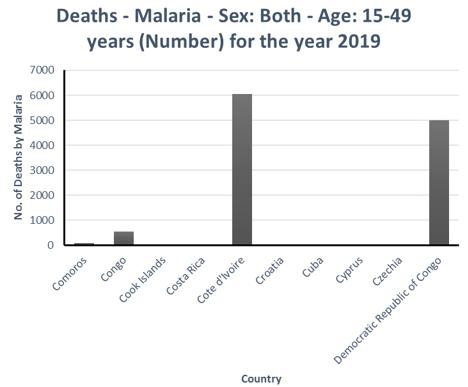 Deaths - Malaria - Sex: Both - Age: 15-49
years (Number) for the year 2019
7000
6000
5000
4000
3000
2000
1000
0
No. of Deaths by Malaria
Comoros
Congo
Cook Islands
Costa Rica
Cote d'Ivoire
Croatia
Cuba
Cyprus
Czechia
Democratic Republic of Congo
Country